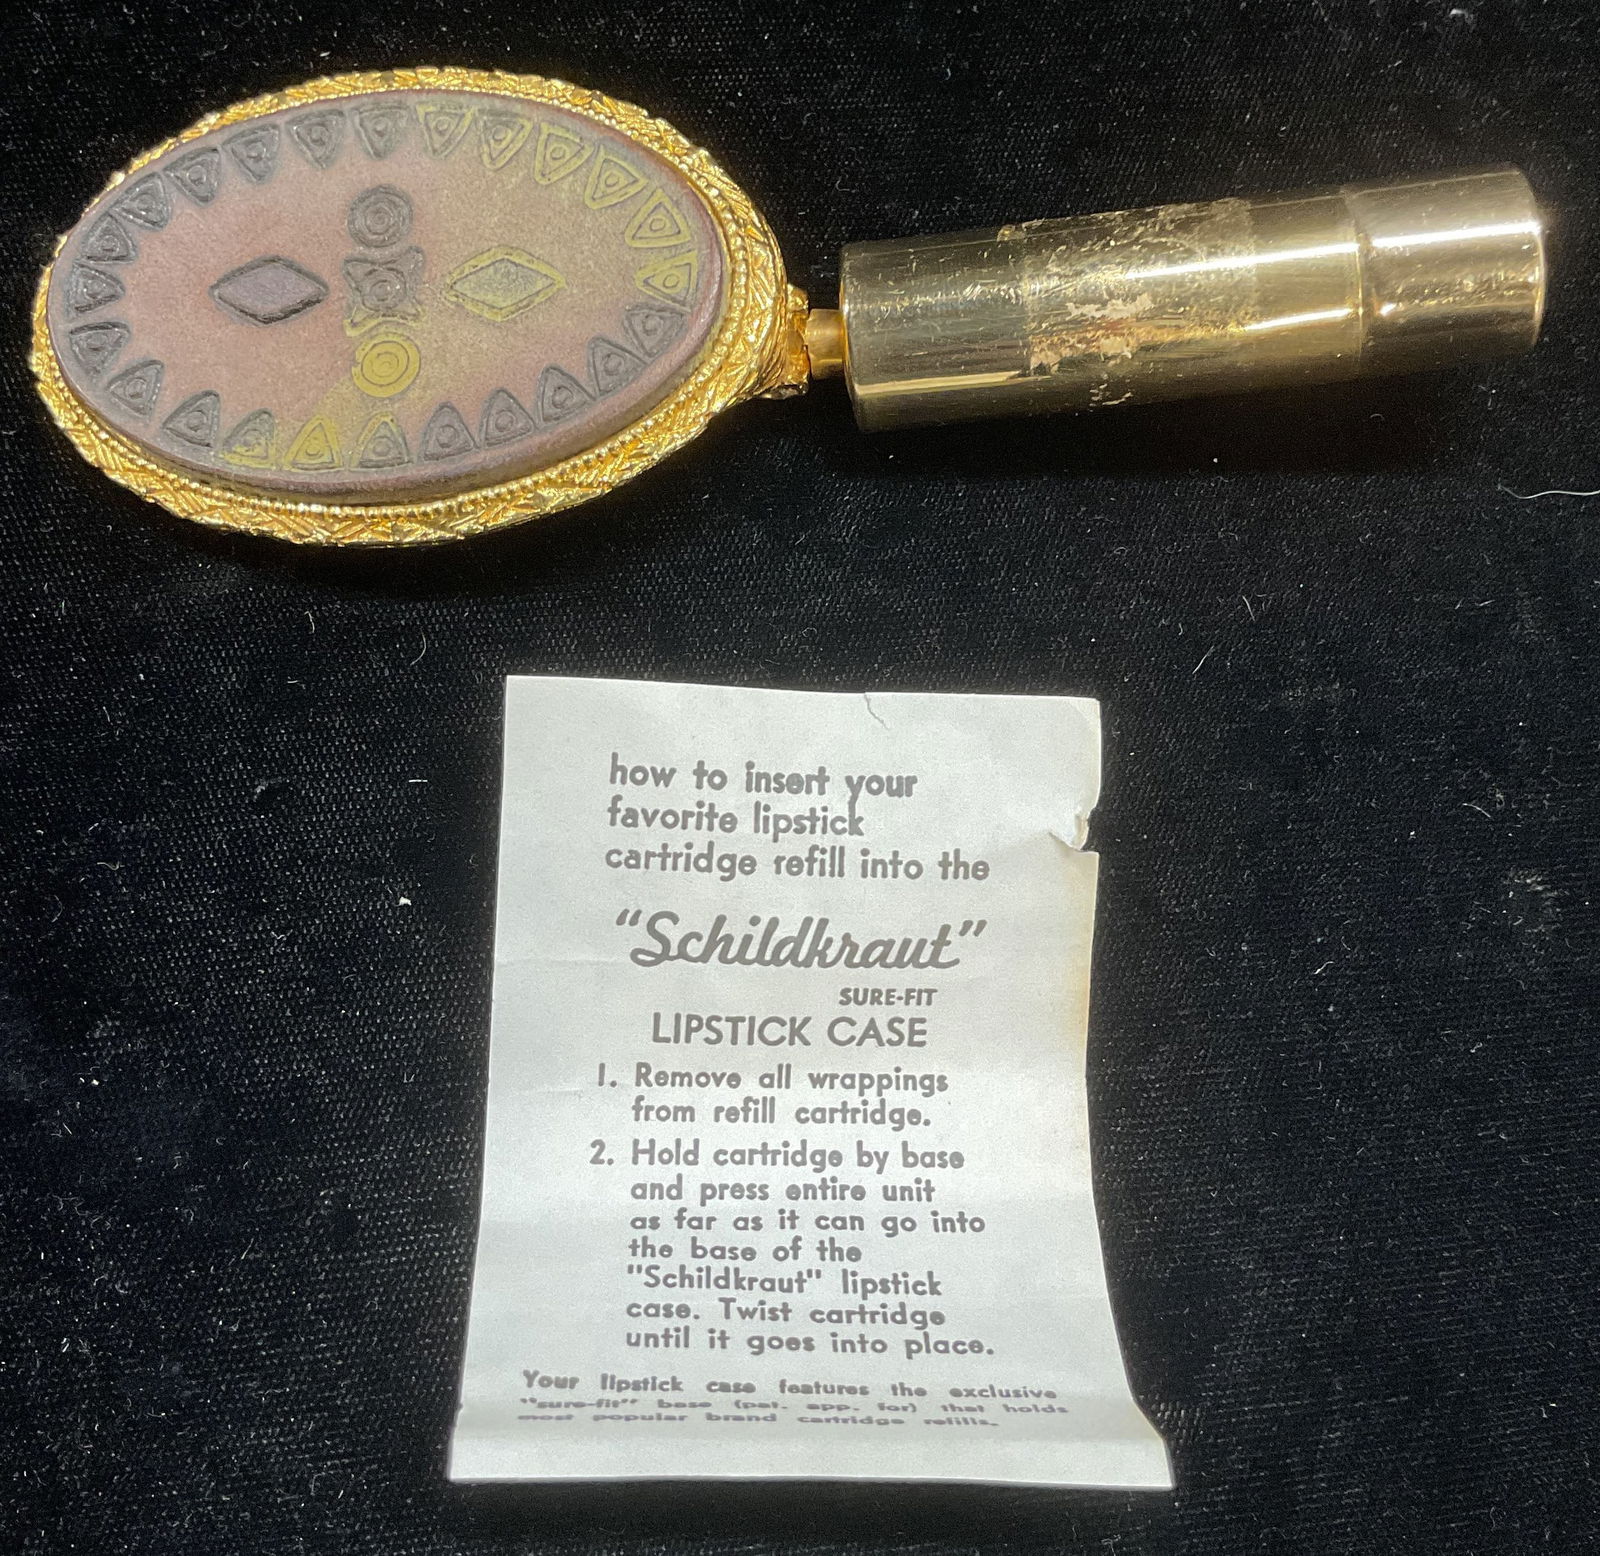 how to insert your
favorite lipstick
cartridge refill into the
"Schildkraut"
SURE-FIT
LIPSTICK CASE
1. Remove all wrappings
from refill cartridge.
2. Hold cartridge by base
and press entire unit
as far as it can go into
the base of the
"Schildkraut" lipstick
case. Twist cartridge
until it goes into place.
Your lipstick case features the exclusive
"sure-fit" base (pat. app. for) that holds
most popular brand cartridge refills.